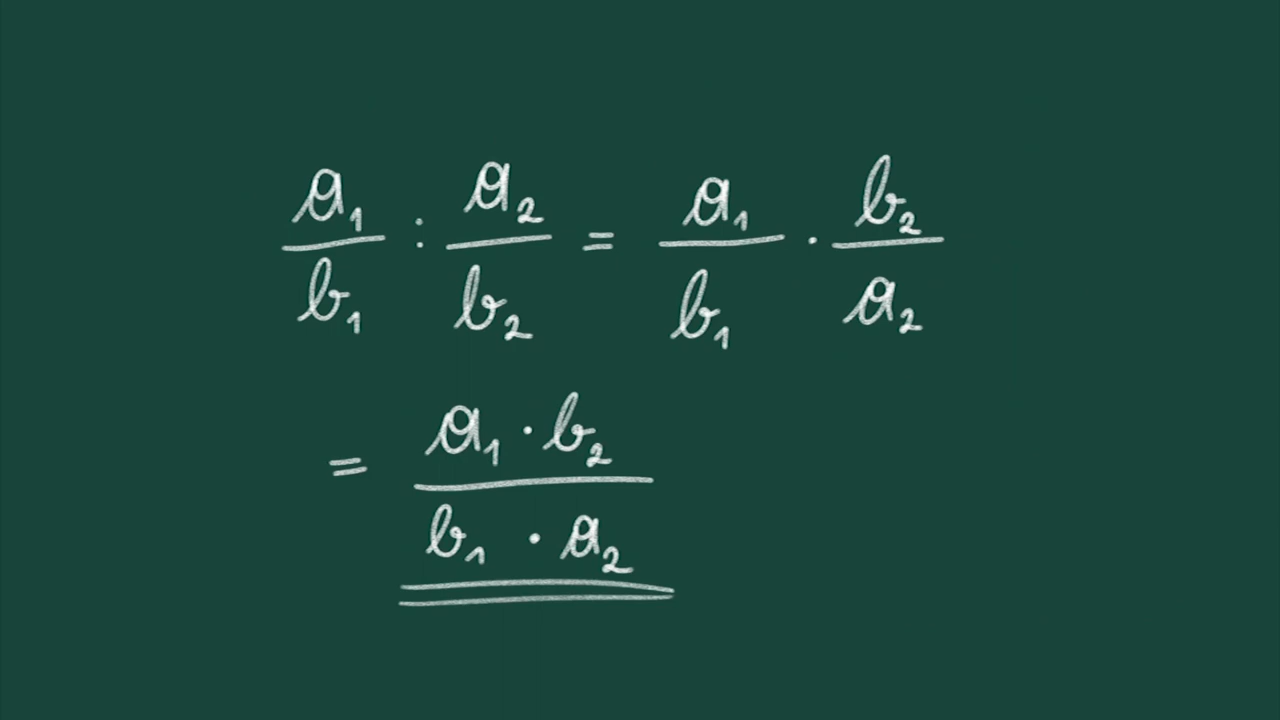 a₁/b₁ : a₂/b₂ = a₁/b₁ · b₂/a₂
= a₁ · b₂ / b₁ · a₂